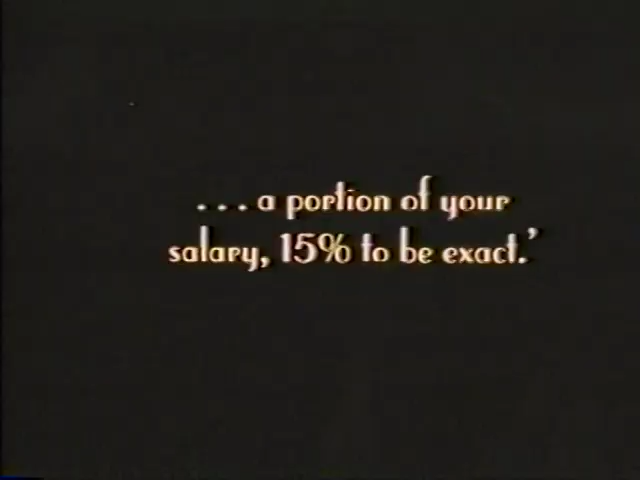 . . . a portion of your
salary, 15% to be exact.'